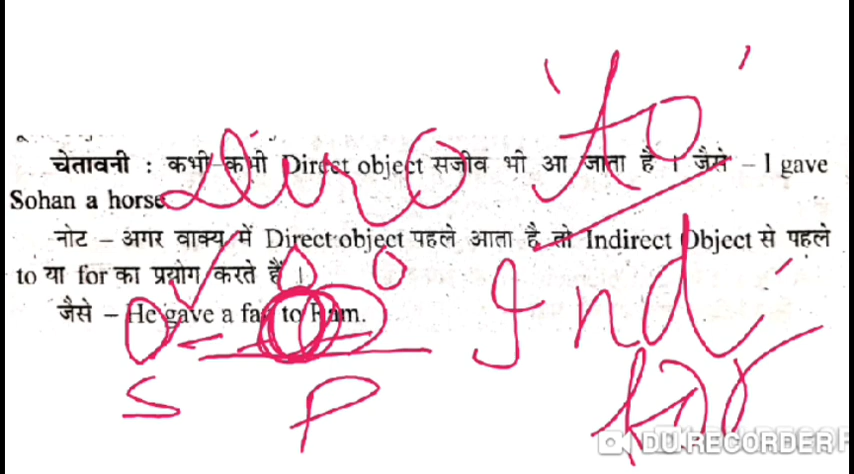 'to'
चेतावनी : कभी-कभी Direct object सजीव भी आ जाता है । जैसे – I gave
Sohan a horse
नोट – अगर वाक्य में Direct object पहले आता है तो Indirect Object से पहले
to या for का प्रयोग करते हैं ।
जैसे – He gave a fan to Ram.
Ind
S P
for
DU RECORDER